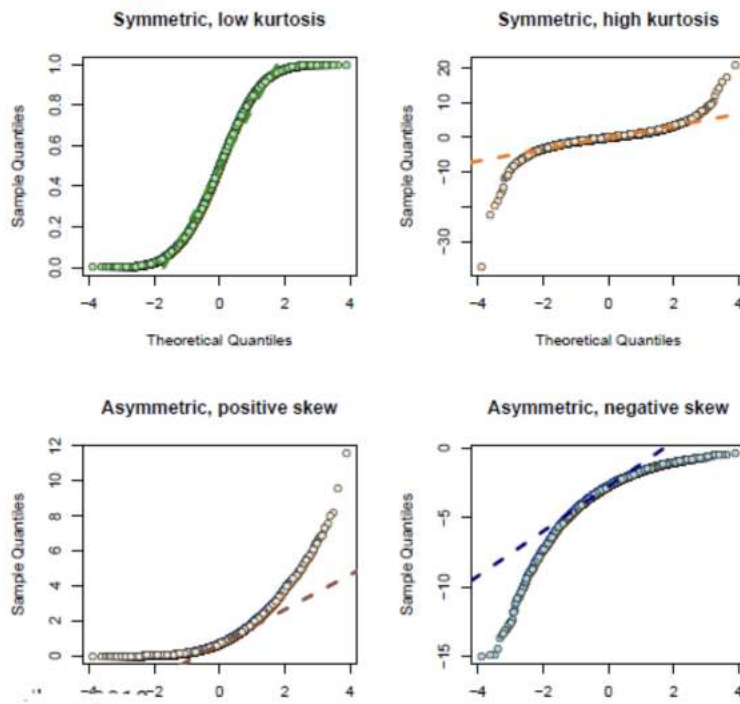 Symmetric, low kurtosis
Sample Quantiles
0.0 0.2 0.4 0.6 0.8 1.0
−4 −2 0 2 4
Theoretical Quantiles
Symmetric, high kurtosis
Sample Quantiles
−30 −10 0 10 20
−4 −2 0 2 4
Theoretical Quantiles
Asymmetric, positive skew
Sample Quantiles
0 2 4 6 8 10 12
0 2 4
Asymmetric, negative skew
Sample Quantiles
−15 −10 −5 0
−4 −2 0 2 4